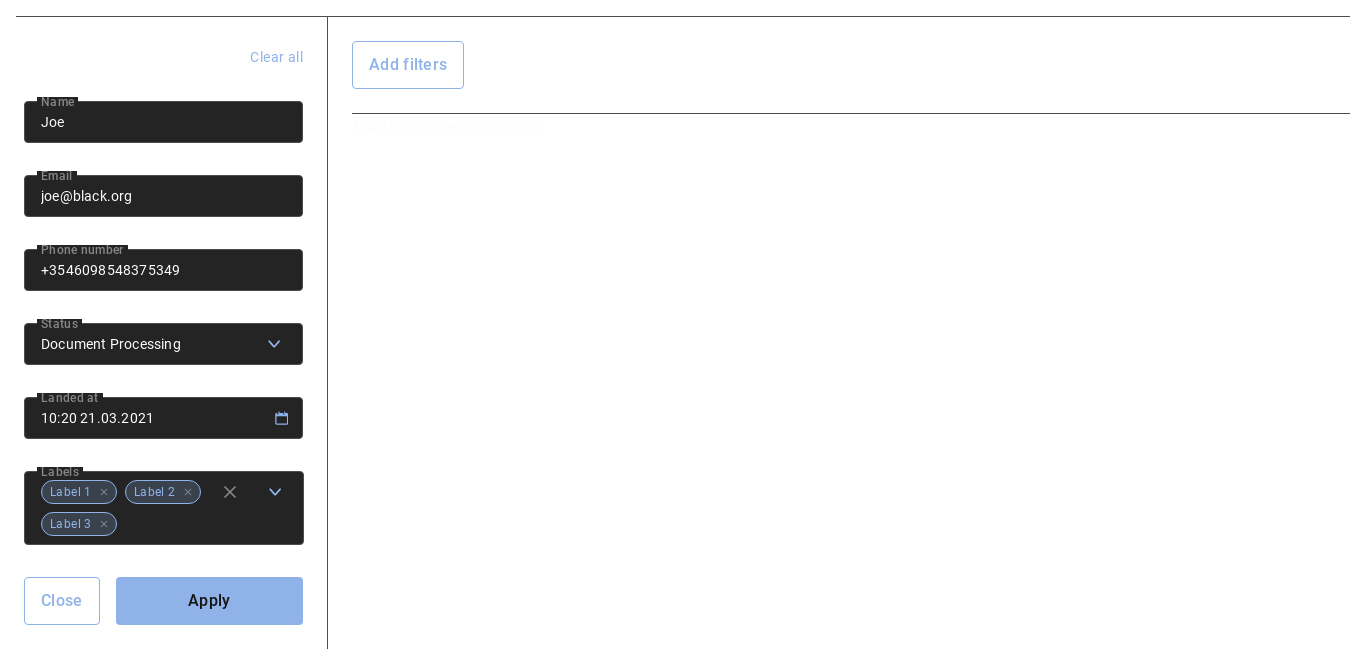 Clear all
Add filters
Name
Joe
Email
joe@black.org
Phone number
+3546098548375349
Status
Document Processing
Landed at
10:20 21.03.2021
Labels
Label 1
Label 2
Label 3
Close
Apply